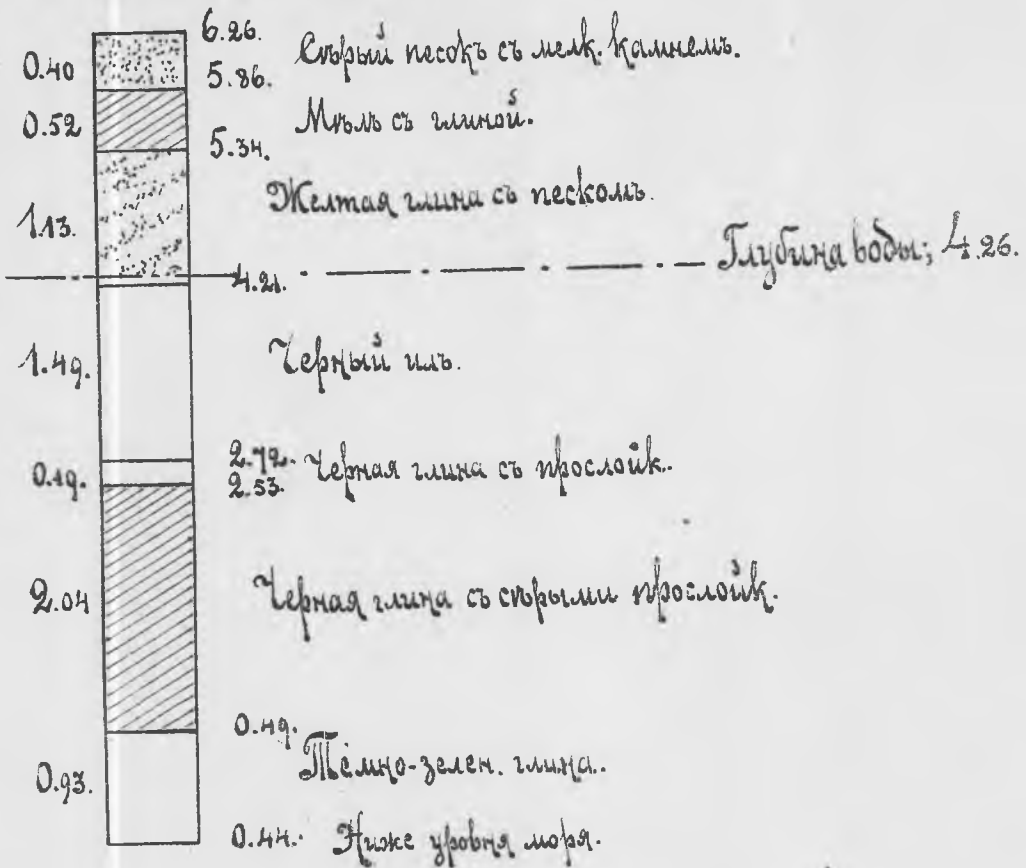 6.26.
0.40 Сѣрый песокъ съ мелк. камнемъ.
5.86.
0.52 Мѣлъ съ глиной.
5.34.
1.13. Желтая глина съ пескомъ.
Глубина воды; 4.26.
4.21.
1.49. Черный илъ.
2.72. Черная глина съ прослойк.
0.19. 2.53.
2.04 Черная глина съ сѣрыми прослойк.
0.49.
0.93. Тёмно-зелен. глина..
0.44. Ниже уровня моря.